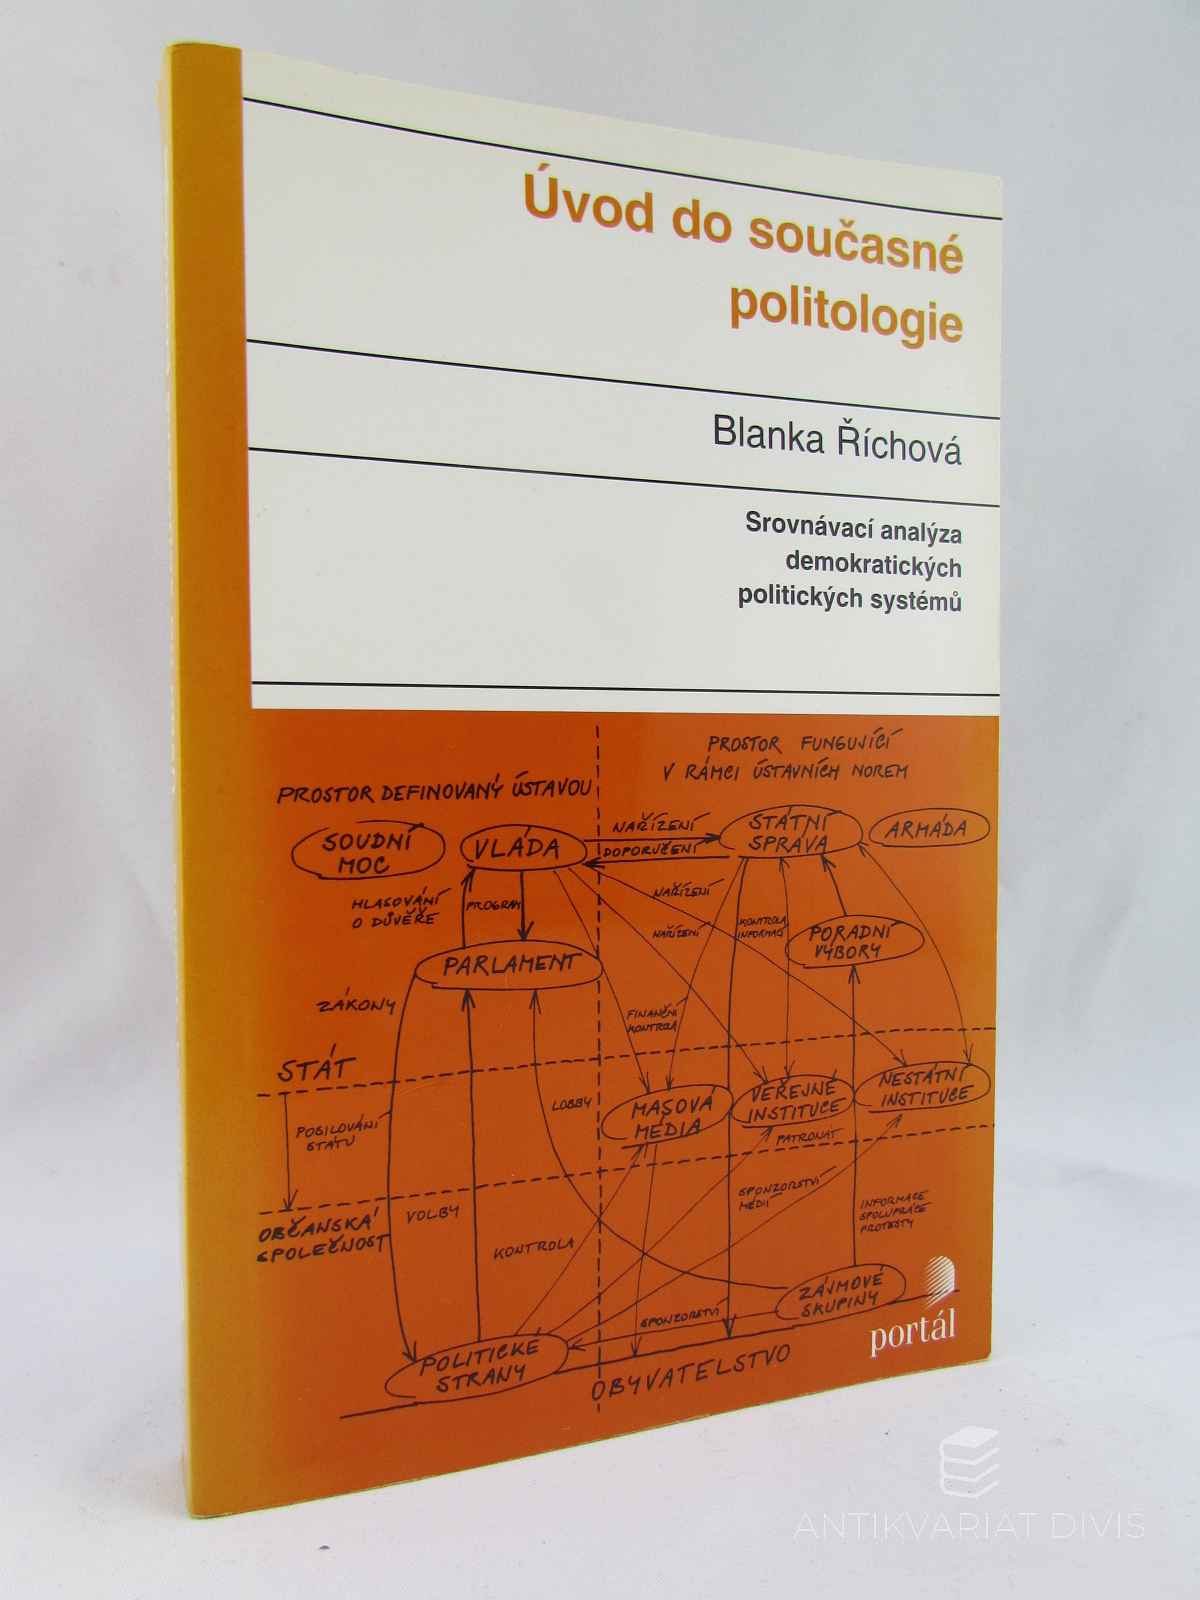 Úvod do současné
politologie
Blanka Říchová
Srovnávací analýza
demokratických
politických systémů
PROSTOR DEFINOVANÝ ÚSTAVOU
PROSTOR FUNGUJÍCÍ
V RÁMCI ÚSTAVNÍCH NOREM
SOUDNÍ
MOC
VLÁDA
NAŘÍZENÍ
DOPORUČENÍ
STÁTNÍ
SPRÁVA
ARMÁDA
HLASOVÁNÍ
O DŮVĚŘE
PROGRAM
NAŘÍZENÍ
NAŘÍZENÍ
KONTROLA
INFORMACÍ
PORADNÍ
VÝBORY
PARLAMENT
ZÁKONY
FINANČNÍ
KONTROLA
STÁT
POSILOVÁNÍ
STÁTU
LOBBY
MASOVÁ
MÉDIA
VEŘEJNÉ
INSTITUCE
NESTÁTNÍ
INSTITUCE
PATRONÁT
OBČANSKÁ
SPOLEČNOST
VOLBY
KONTROLA
SPONZORSTVÍ
MÉDIÍ
INFORMACE
SPOLUPRÁCE
PROTESTY
ZÁJMOVÉ
SKUPINY
SPONZORSTVÍ
POLITICKÉ
STRANY
OBYVATELSTVO
portál
ANTIKVARIAT DIVIS